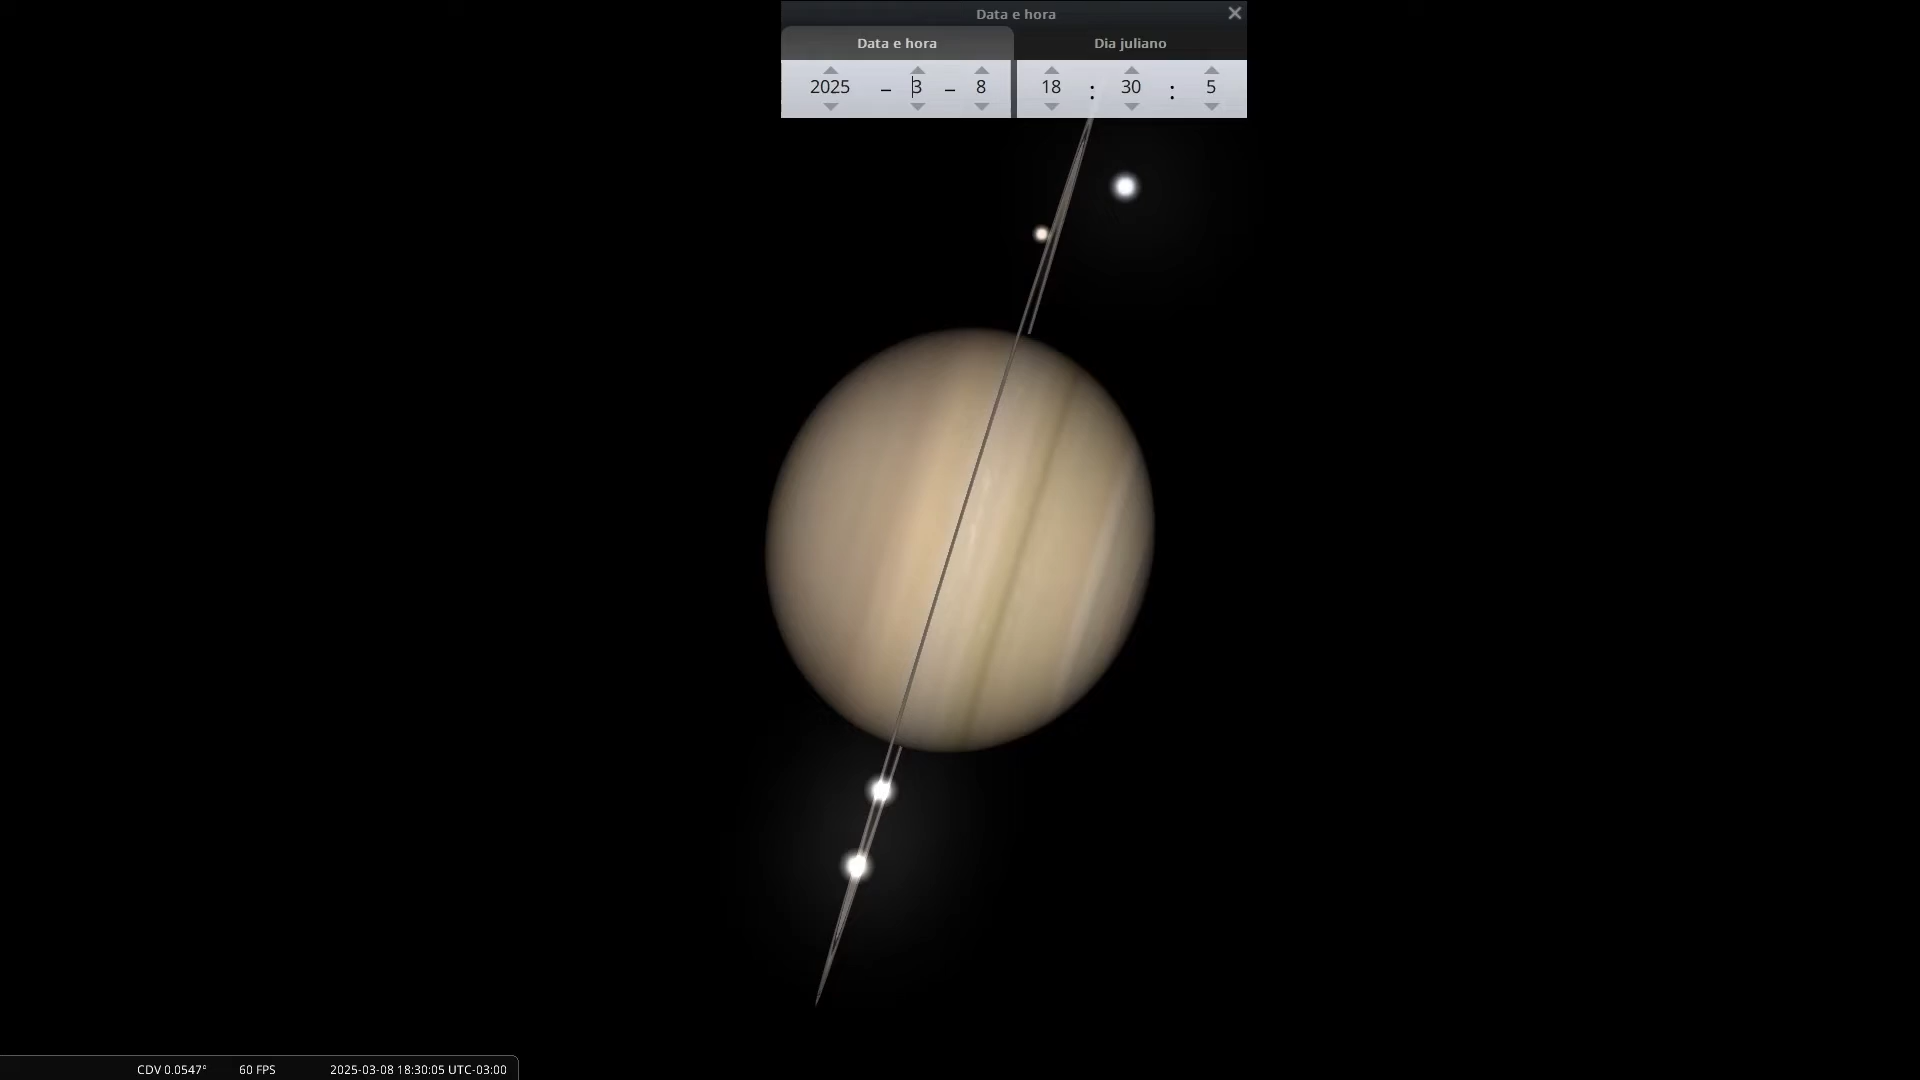 Data e hora
Data e hora Dia juliano
2025 – 3 – 8 18 : 30 : 5
CDV 0.0547° 60 FPS 2025-03-08 18:30:05 UTC-03:00